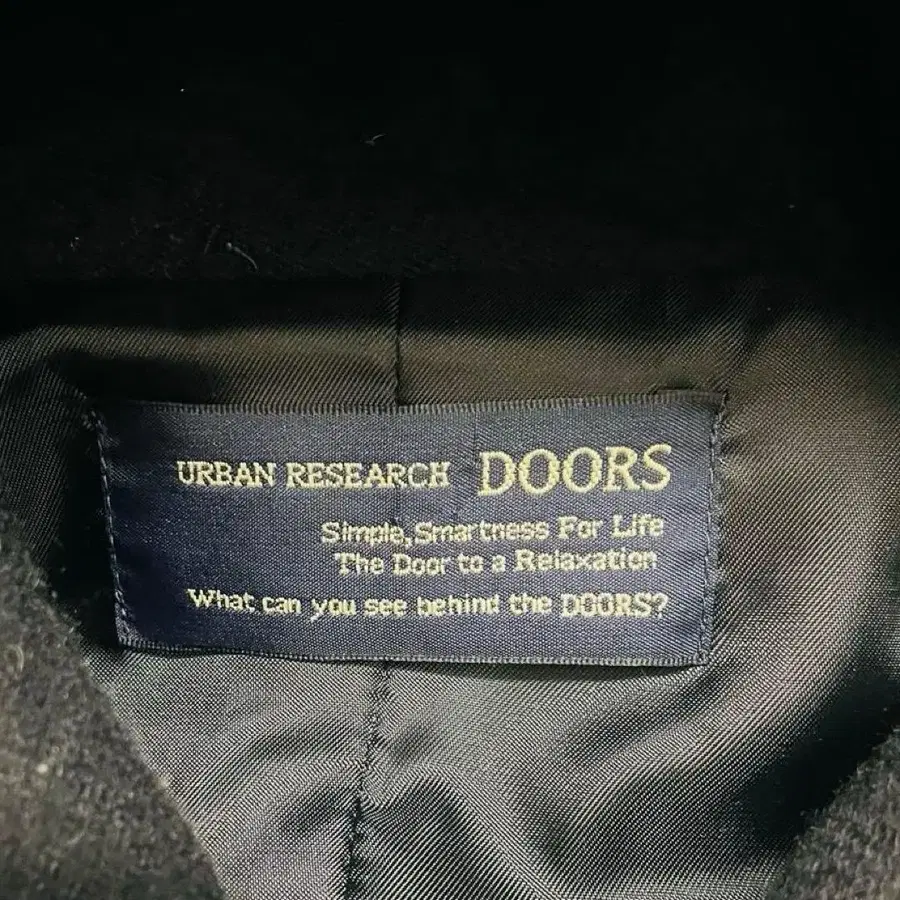 URBAN RESEARCH DOORS
Simple,Smartness For Life
The Door to a Relaxation
What can you see behind the DOORS?